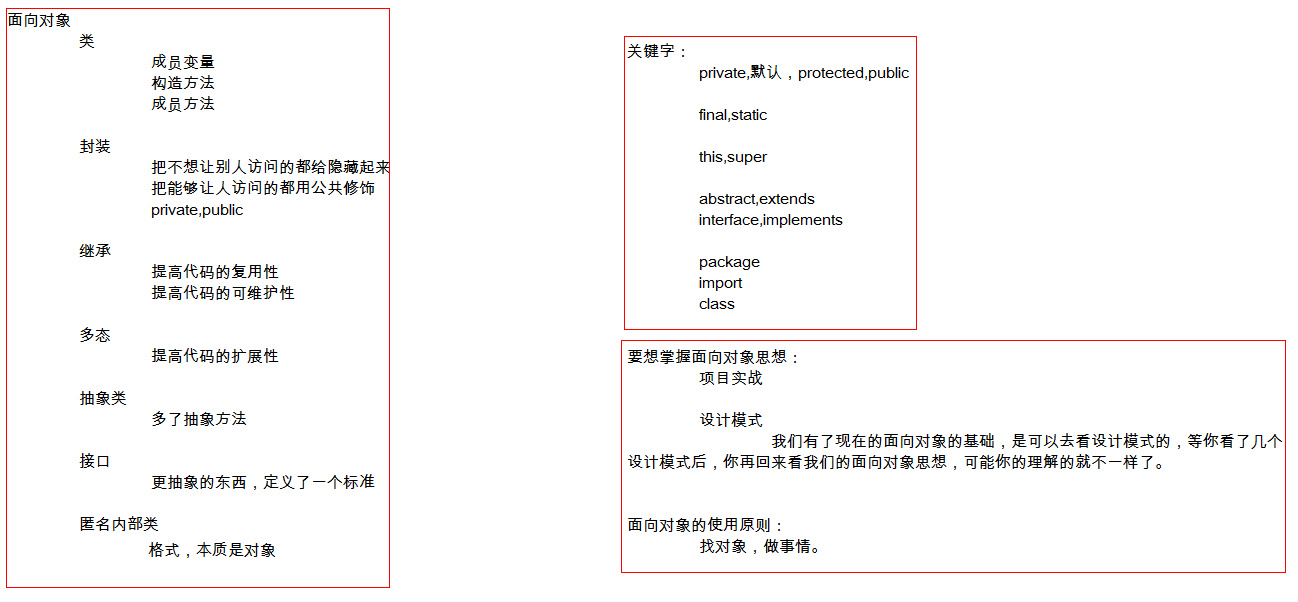 面向对象
类
成员变量
构造方法
成员方法
封装
把不想让别人访问的都给隐藏起来
把能够让人访问的都用公共修饰
private,public
继承
提高代码的复用性
提高代码的可维护性
多态
提高代码的扩展性
抽象类
多了抽象方法
接口
更抽象的东西，定义了一个标准
匿名内部类
格式，本质是对象
关键字：
private,默认，protected,public
final,static
this,super
abstract,extends
interface,implements
package
import
class
要想掌握面向对象思想：
项目实战
设计模式
我们有了现在的面向对象的基础，是可以去看设计模式的，等你看了几个
设计模式后，你再回来看我们的面向对象思想，可能你的理解的就不一样了。
面向对象的使用原则：
找对象，做事情。